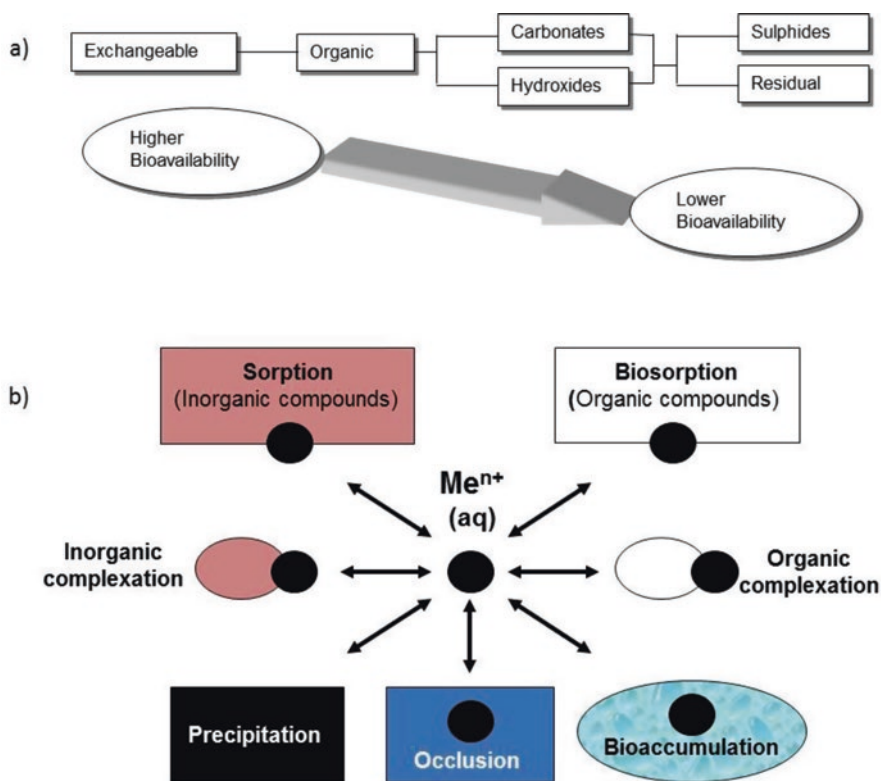 a)
Exchangeable
Organic
Carbonates
Hydroxides
Sulphides
Residual
Higher
Bioavailability
Lower
Bioavailability
b)
Sorption
(Inorganic compounds)
Biosorption
(Organic compounds)
Meⁿ⁺
(aq)
Inorganic
complexation
Organic
complexation
Precipitation
Occlusion
Bioaccumulation